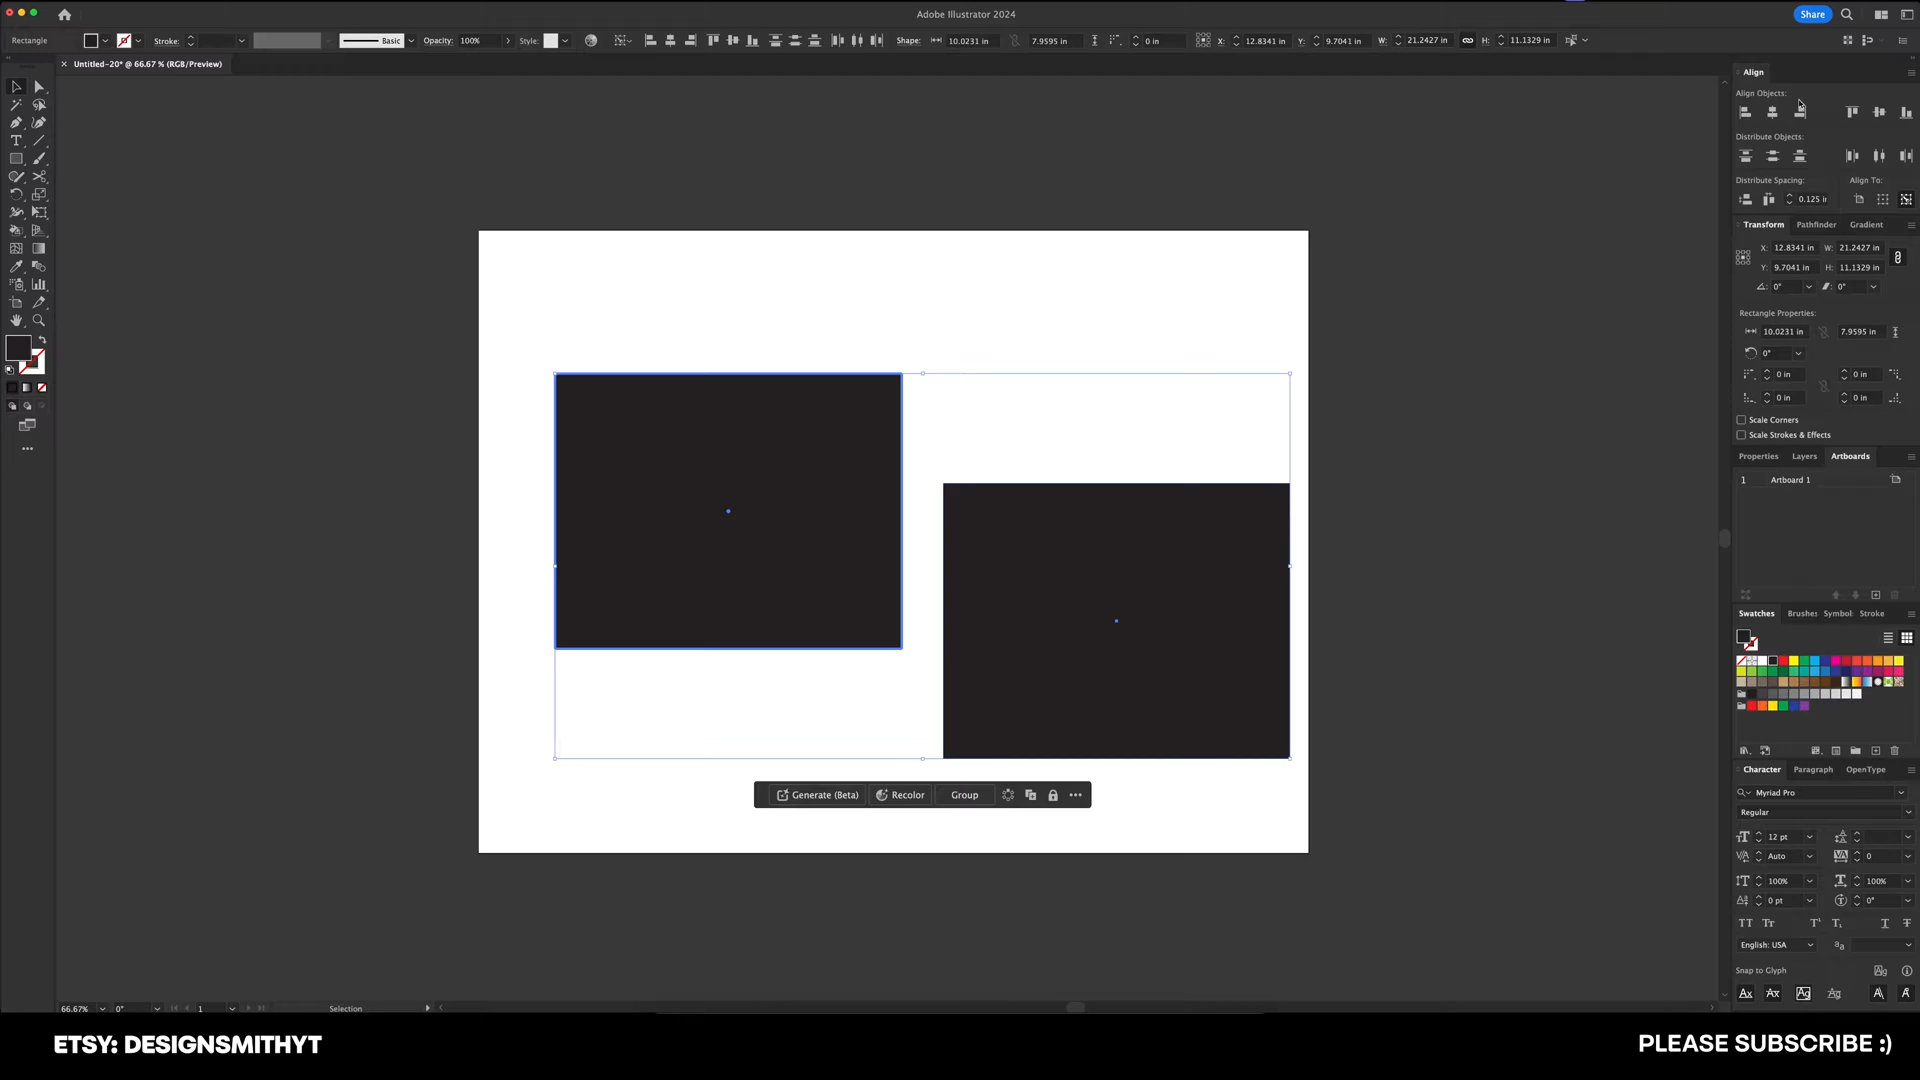 Adobe Illustrator 2024
Share
Rectangle
Stroke:
Basic
Opacity:
100%
Style:
Shape:
10.0231 in
7.9595 in
0 in
X:
12.8341 in
Y:
9.7041 in
W:
21.2427 in
H:
11.1329 in
Untitled-20* @ 66.67 % (RGB/Preview)
Align
Align Objects:
Distribute Objects:
Distribute Spacing:
Align To:
0.125 i
Transform
Pathfinder
Gradient
X:
12.8341 in
W:
21.2427 in
Y:
9.7041 in
H:
11.1329 in
0°
0°
Rectangle Properties:
10.0231 in
7.9595 in
0°
0 in
0 in
0 in
0 in
Scale Corners
Scale Strokes & Effects
Properties
Layers
Artboards
1
Artboard 1
Swatches
Brushes
Symbol:
Stroke
Generate (Beta)
Recolor
Group
Character
Paragraph
OpenType
Myriad Pro
Regular
12 pt
Auto
0
100%
100%
0 pt
0°
English: USA
Snap to Glyph
66.67%
0°
1
Selection
ETSY: DESIGNSMITHYT
PLEASE SUBSCRIBE :)